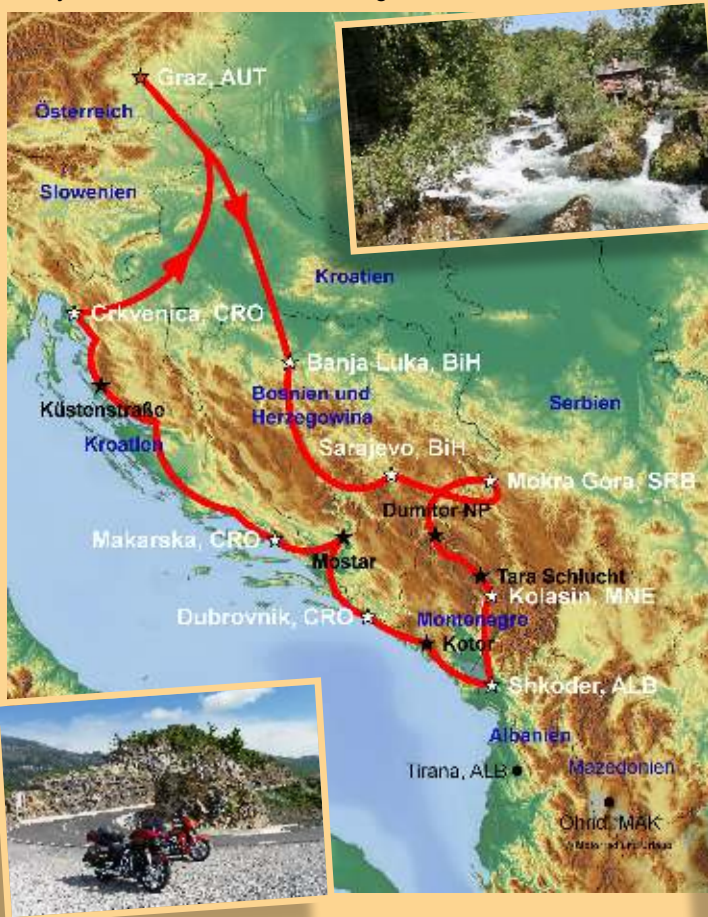 Graz, AUT
Österreich
Slowenien
Kroatien
Crkvenica, CRO
Banja Luka, BiH
Küstenstraße
Bosnien und
Herzegowina
Serbien
Kroatien
Sarajevo, BiH
Mokra Gora, SRB
Dumitor NP
Makarska, CRO
Mostar
Tara Schlucht
Kolasin, MNE
Dubrovnik, CRO
Montenegro
Kotor
Shkoder, ALB
Albanien
Tirana, ALB
Mazedonien
Ohrid, MAK